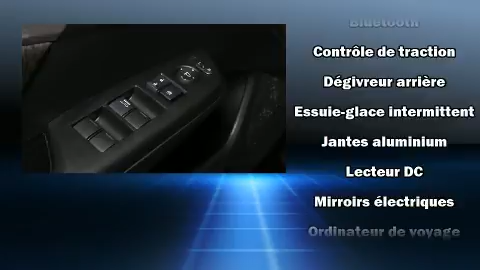 Bluetooth
Contrôle de traction
Dégivreur arrière
Essuie-glace intermittent
Jantes aluminium
Lecteur DC
Mirroirs électriques
Ordinateur de voyage